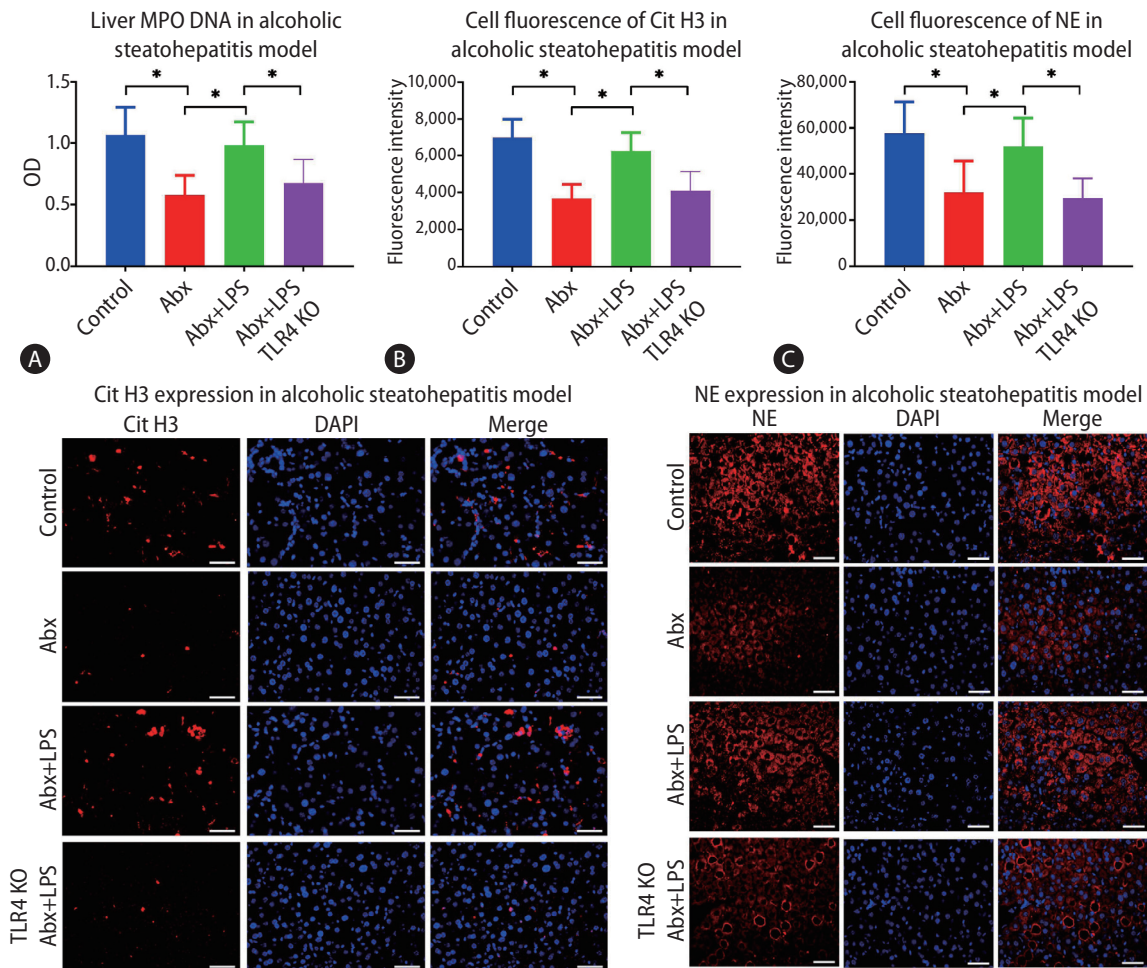 Liver MPO DNA in alcoholic
steatohepatitis model
OD
1.5
1.0
0.5
0.0
*
*
*
Control
Abx
Abx+LPS
Abx+LPS
TLR4 KO
A
Cell fluorescence of Cit H3 in
alcoholic steatohepatitis model
Fluorescence intensity
10,000
8,000
6,000
4,000
2,000
0
*
*
*
Control
Abx
Abx+LPS
Abx+LPS
TLR4 KO
B
Cell fluorescence of NE in
alcoholic steatohepatitis model
Fluorescence intensity
80,000
60,000
40,000
20,000
0
*
*
*
Control
Abx
Abx+LPS
Abx+LPS
TLR4 KO
C
Cit H3 expression in alcoholic steatohepatitis model
Cit H3
DAPI
Merge
Control
Abx
Abx+LPS
TLR4 KO
Abx+LPS
NE expression in alcoholic steatohepatitis model
NE
DAPI
Merge
Control
Abx
Abx+LPS
TLR4 KO
Abx+LPS